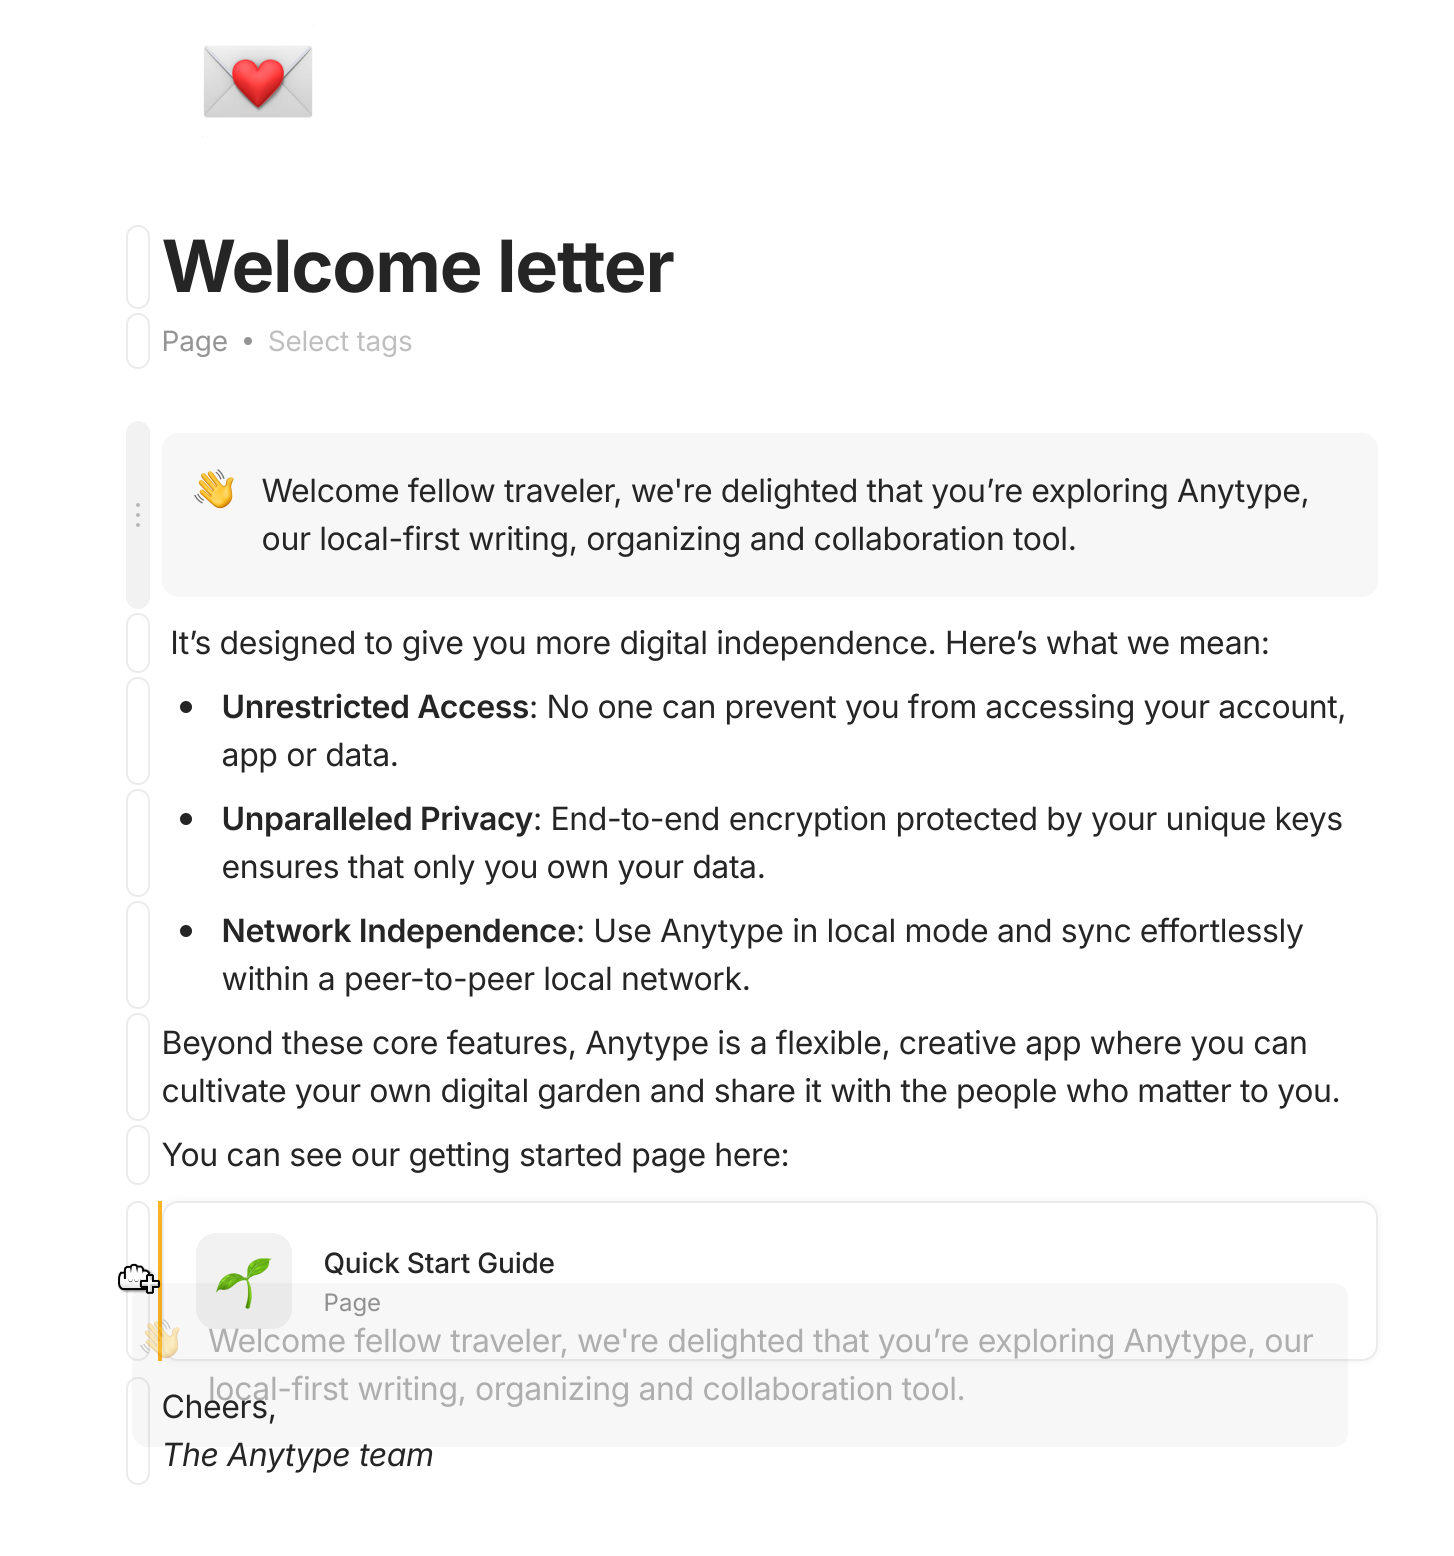 Welcome letter
Page • Select tags
👋 Welcome fellow traveler, we're delighted that you’re exploring Anytype,
our local-first writing, organizing and collaboration tool.
It’s designed to give you more digital independence. Here’s what we mean:
• Unrestricted Access: No one can prevent you from accessing your account,
app or data.
• Unparalleled Privacy: End-to-end encryption protected by your unique keys
ensures that only you own your data.
• Network Independence: Use Anytype in local mode and sync effortlessly
within a peer-to-peer local network.
Beyond these core features, Anytype is a flexible, creative app where you can
cultivate your own digital garden and share it with the people who matter to you.
You can see our getting started page here:
Quick Start Guide
Page
👋 Welcome fellow traveler, we're delighted that you’re exploring Anytype, our
local-first writing, organizing and collaboration tool.
Cheers,
The Anytype team